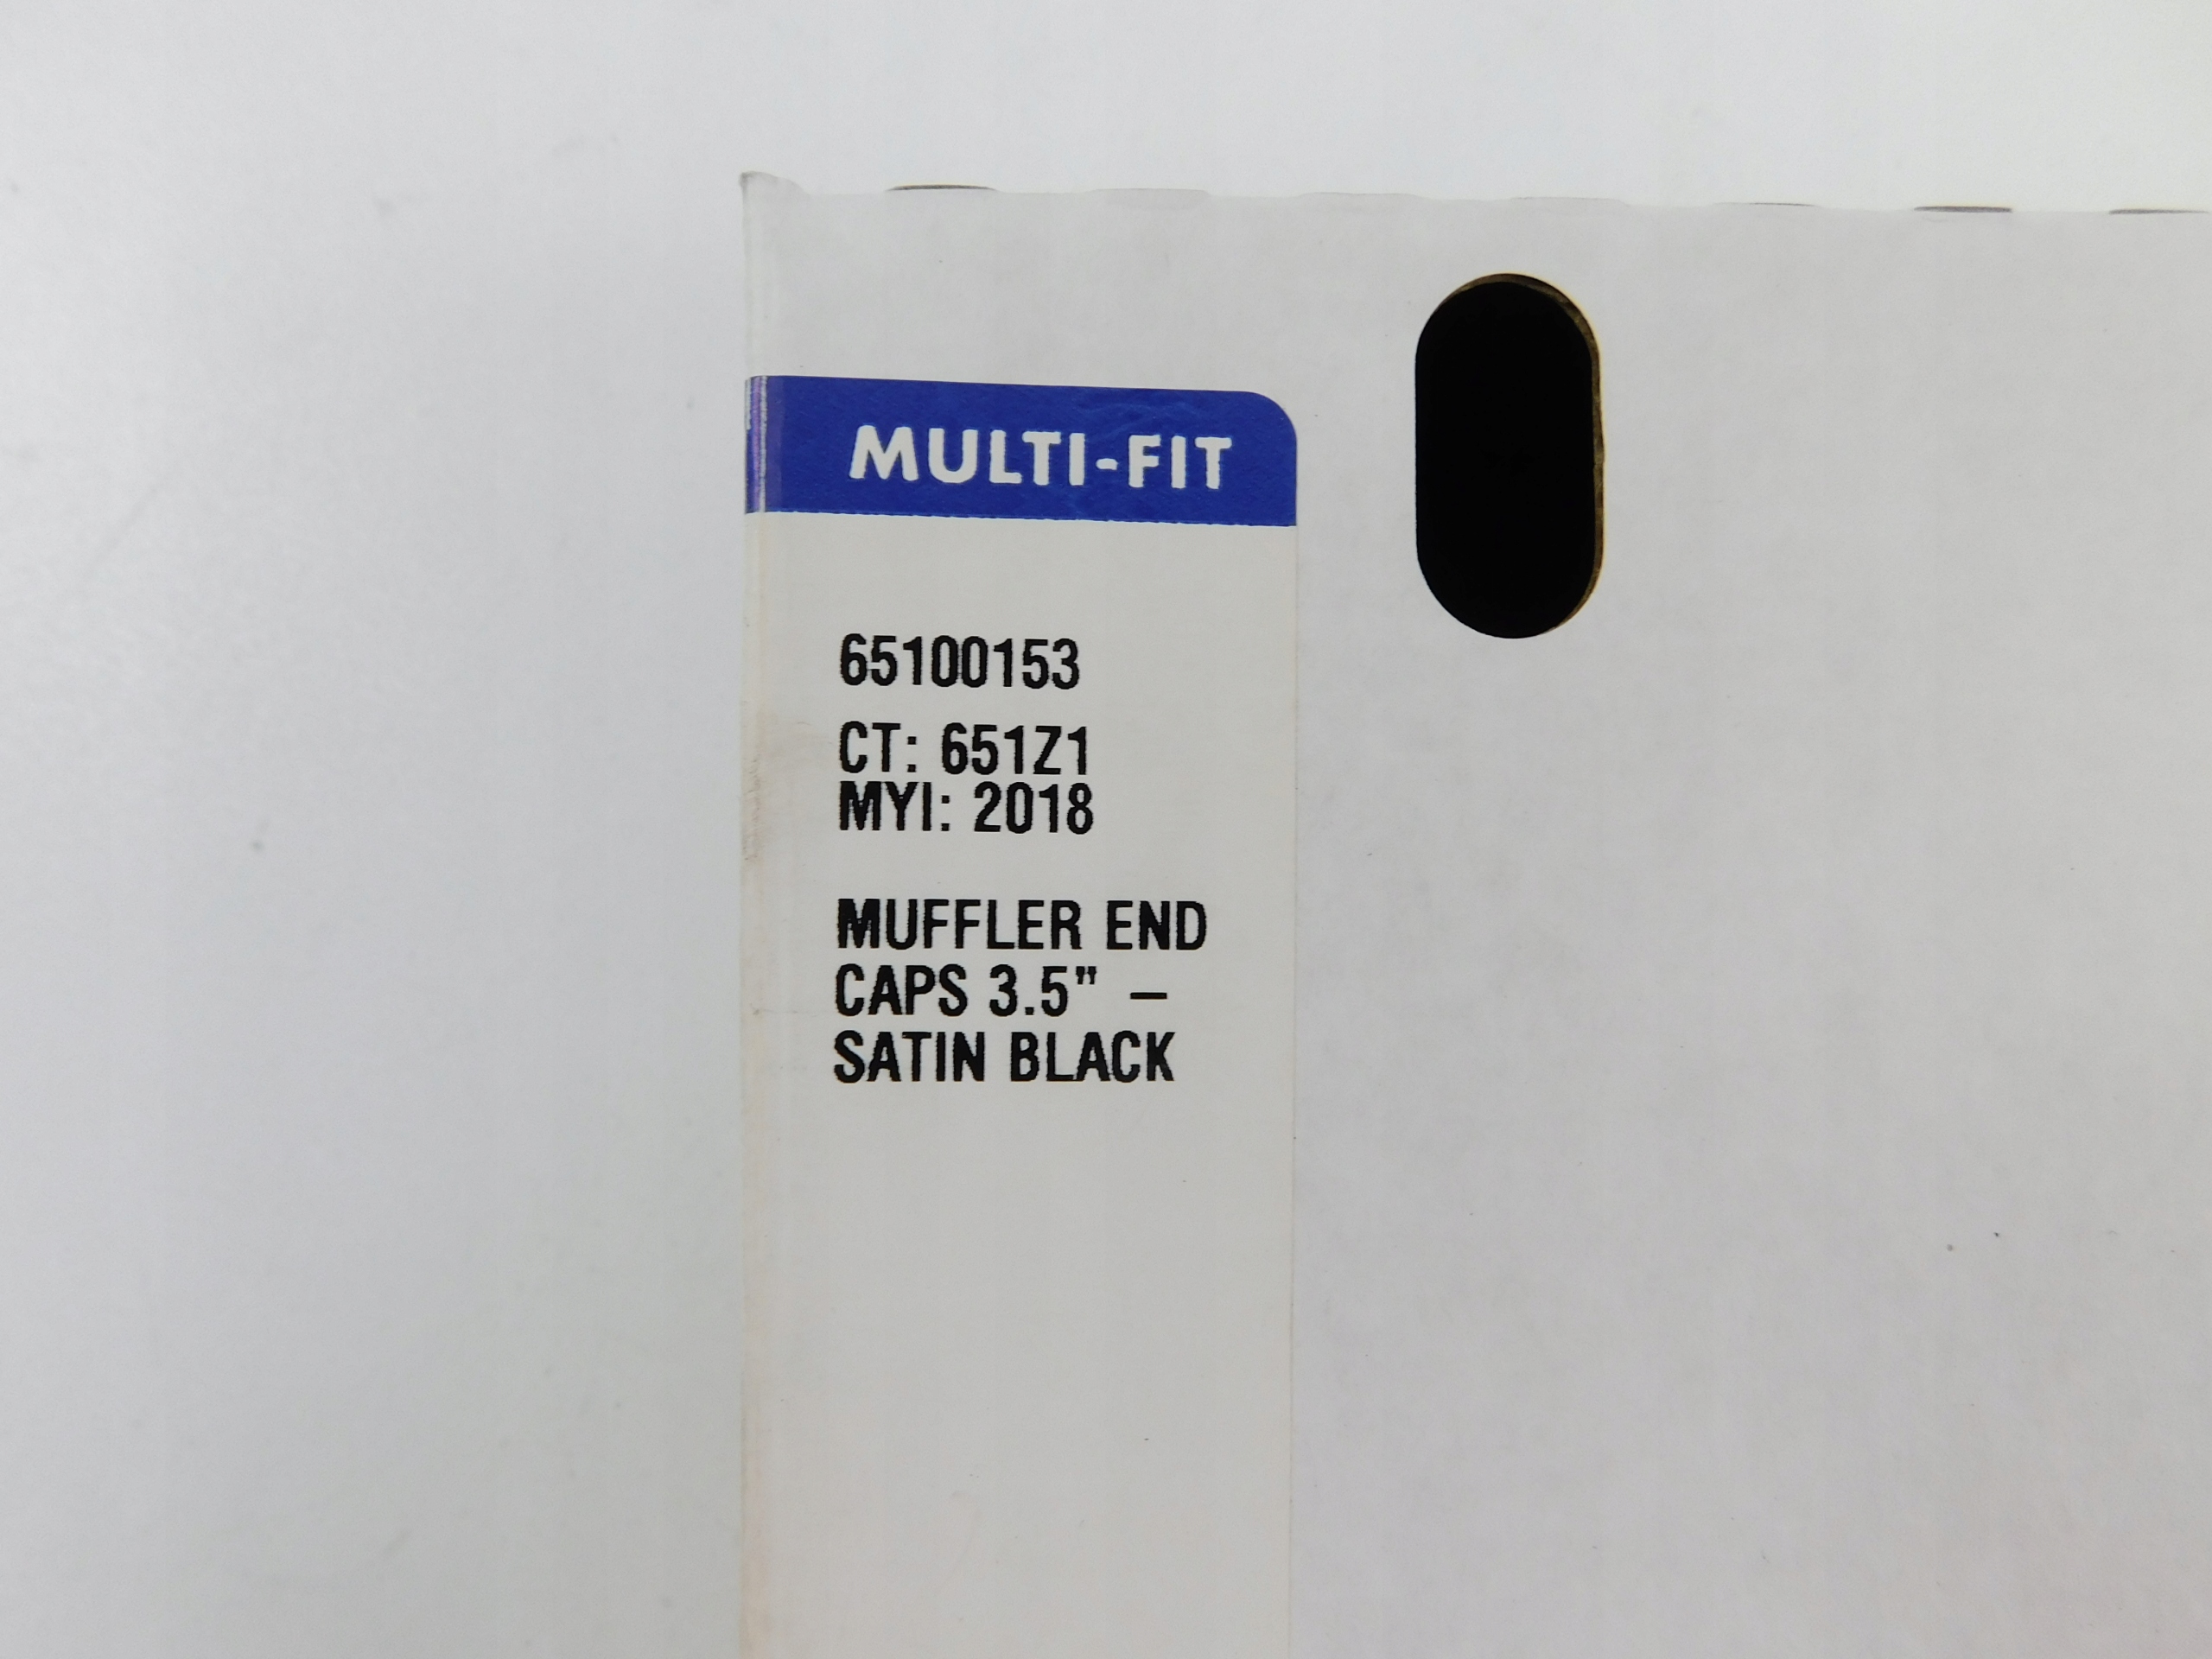 MULTI-FIT
65100153
CT: 651Z1
MYI: 2018
MUFFLER END
CAPS 3.5” –
SATIN BLACK